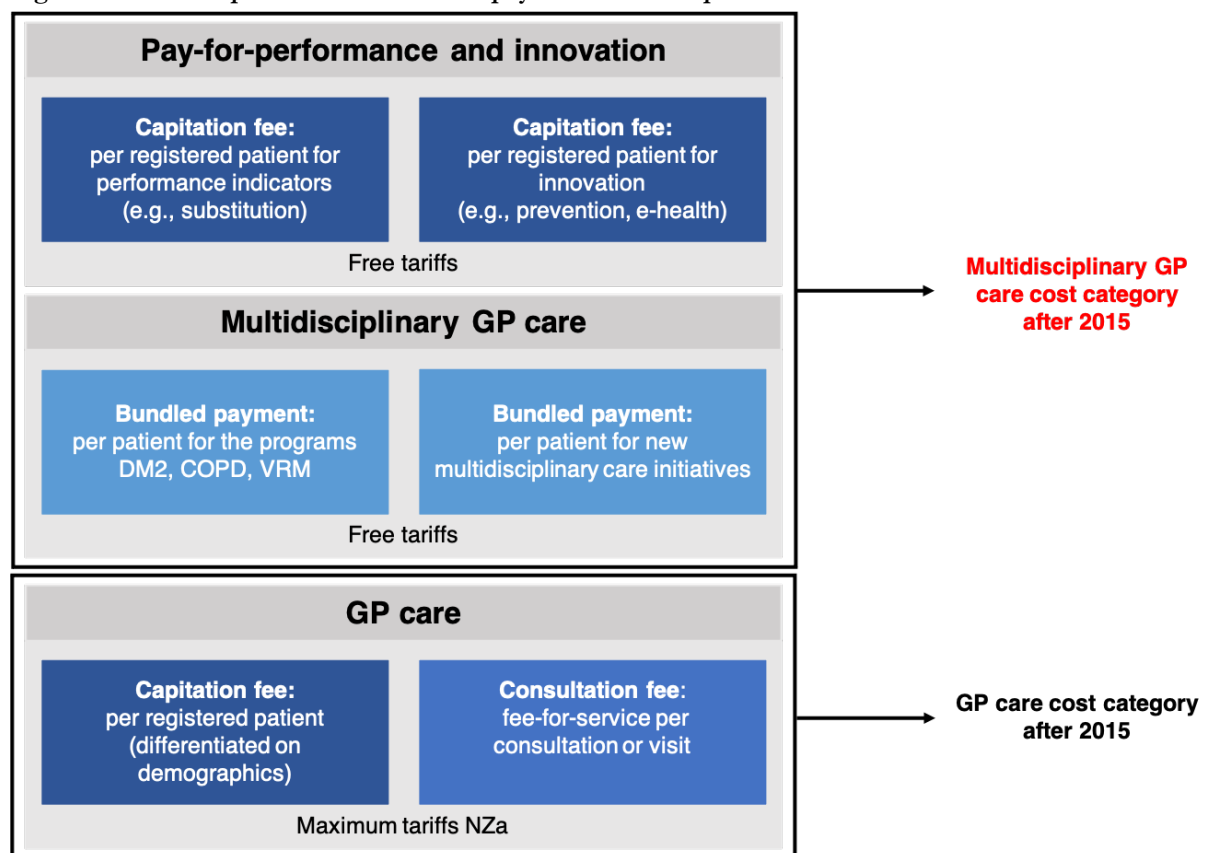 Pay-for-performance and innovation
Capitation fee:
per registered patient for
performance indicators
(e.g., substitution)
Capitation fee:
per registered patient for
innovation
(e.g., prevention, e-health)
Free tariffs
Multidisciplinary GP
care cost category
after 2015
Multidisciplinary GP care
Bundled payment:
per patient for the programs
DM2, COPD, VRM
Bundled payment:
per patient for new
multidisciplinary care initiatives
Free tariffs
GP care
Capitation fee:
per registered patient
(differentiated on
demographics)
Consultation fee:
fee-for-service per
consultation or visit
Maximum tariffs NZa
GP care cost category
after 2015